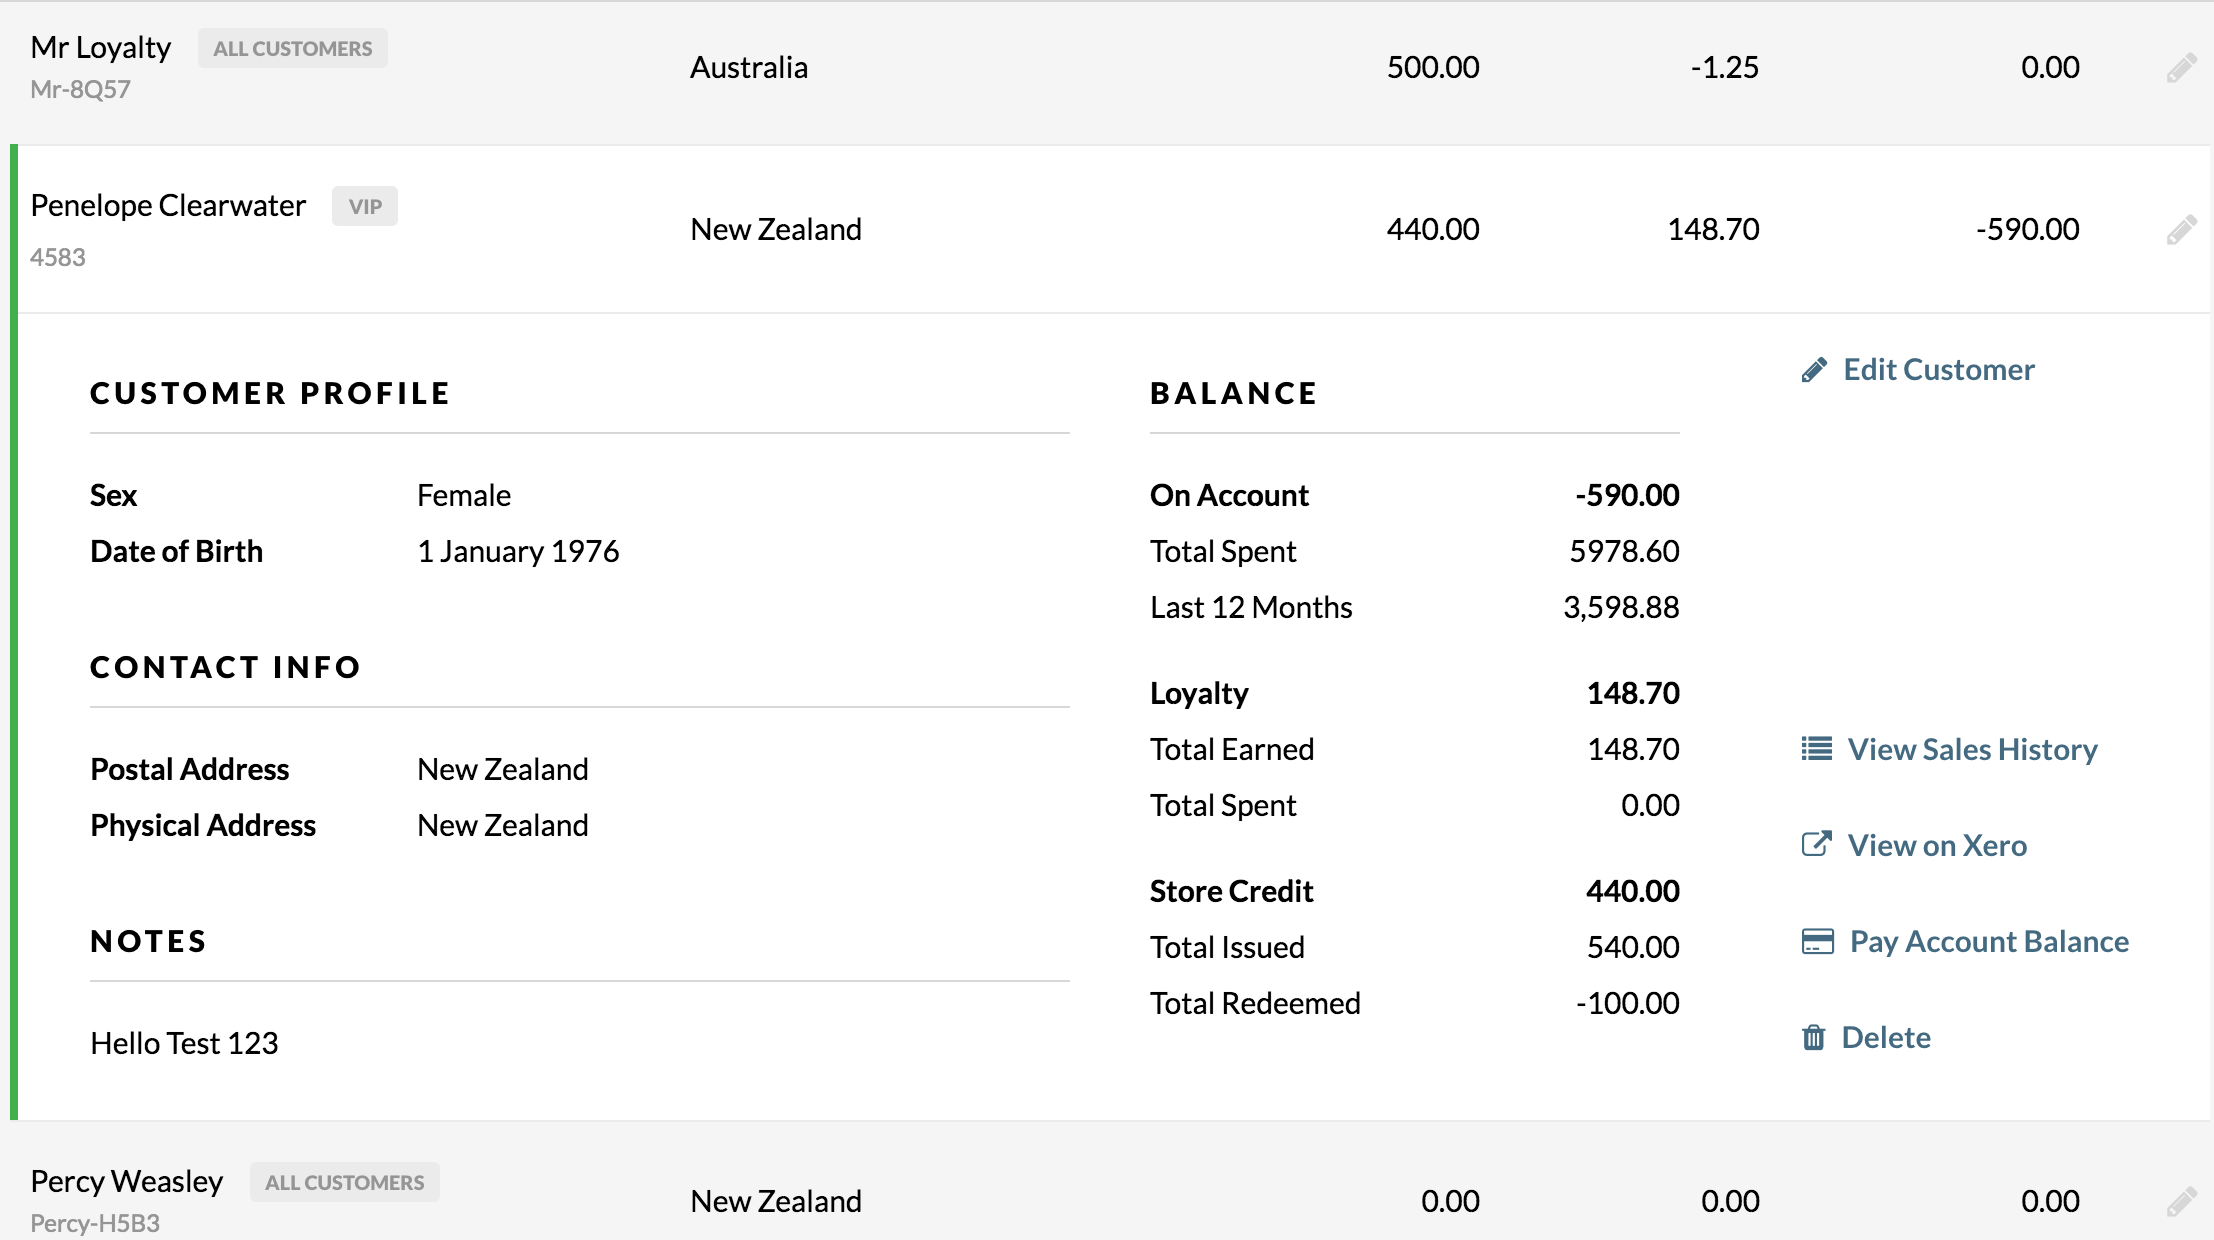 Mr Loyalty ALL CUSTOMERS
Mr-8Q57
Australia 500.00 -1.25 0.00
Penelope Clearwater VIP
4583
New Zealand 440.00 148.70 -590.00
CUSTOMER PROFILE
Sex Female
Date of Birth 1 January 1976
CONTACT INFO
Postal Address New Zealand
Physical Address New Zealand
NOTES
Hello Test 123
BALANCE
On Account -590.00
Total Spent 5978.60
Last 12 Months 3,598.88
Loyalty 148.70
Total Earned 148.70
Total Spent 0.00
Store Credit 440.00
Total Issued 540.00
Total Redeemed -100.00
Edit Customer
View Sales History
View on Xero
Pay Account Balance
Delete
Percy Weasley ALL CUSTOMERS
Percy-H5B3
New Zealand 0.00 0.00 0.00